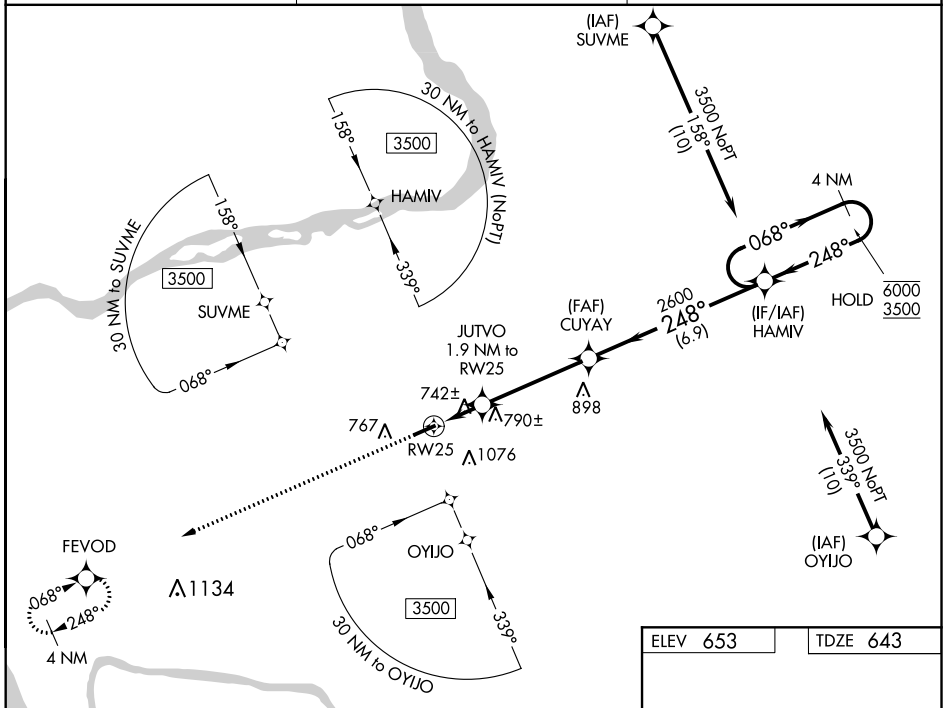 (IAF)
SUVME
3500 NoPT
158°
(10)
30 NM to HAMIV (NoPT)
158°
3500
HAMIV
339°
30 NM to SUVME
158°
3500
SUVME
068°
4 NM
068°
248°
HOLD
6000
3500
(IF/IAF)
HAMIV
2600
248°
(6.9)
(FAF)
CUYAY
JUTVO
1.9 NM to
RW25
742±
790±
898
767
RW25
1076
3500 NoPT
339°
(10)
(IAF)
OYIJO
FEVOD
068°
248°
4 NM
1134
068°
OYIJO
3500
339°
30 NM to OYIJO
ELEV 653
TDZE 643